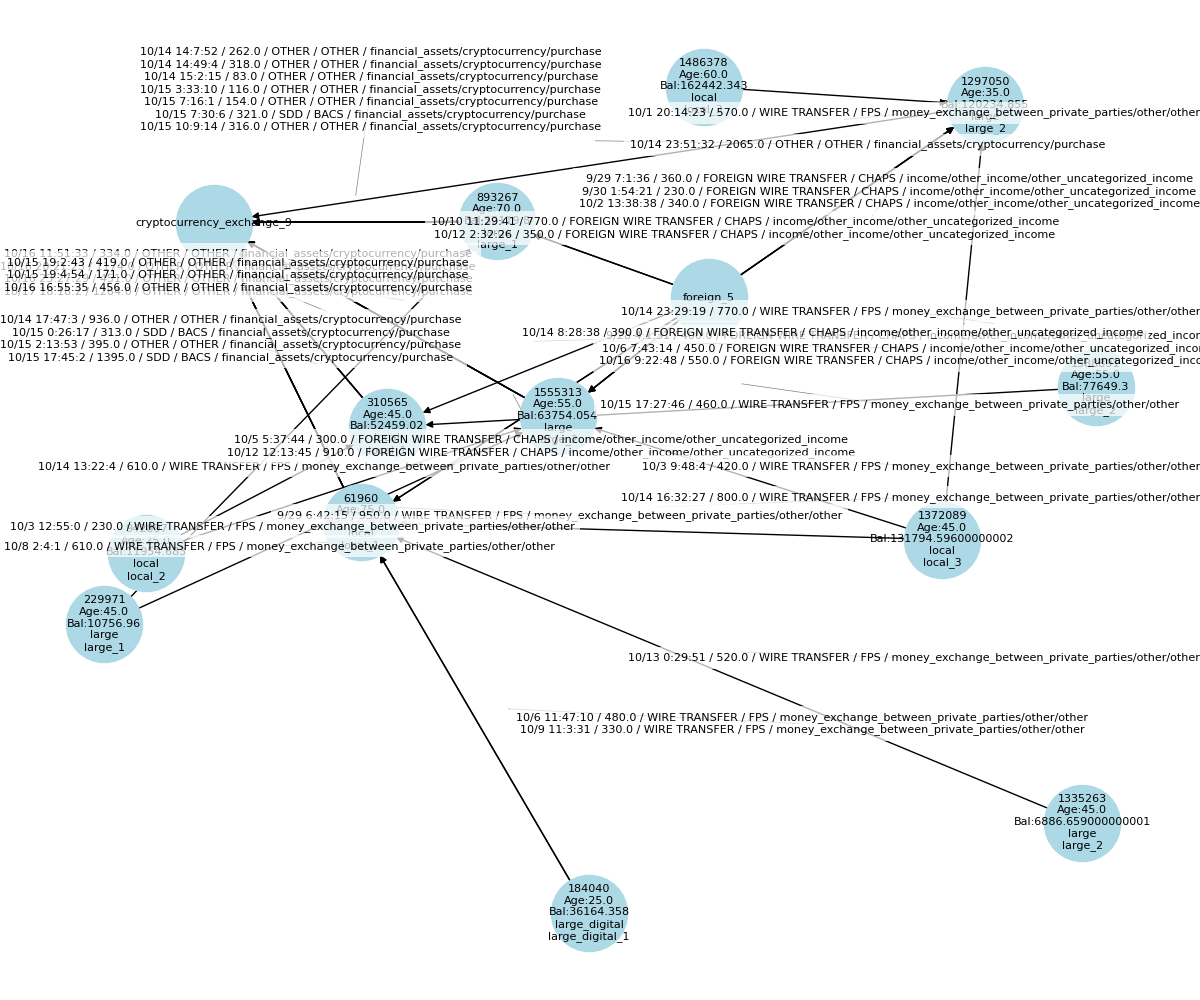 10/14 14:7:52 / 262.0 / OTHER / OTHER / financial_assets/cryptocurrency/purchase
10/14 14:49:4 / 318.0 / OTHER / OTHER / financial_assets/cryptocurrency/purchase
10/14 15:2:15 / 83.0 / OTHER / OTHER / financial_assets/cryptocurrency/purchase
10/15 3:33:10 / 116.0 / OTHER / OTHER / financial_assets/cryptocurrency/purchase
10/15 7:16:1 / 154.0 / OTHER / OTHER / financial_assets/cryptocurrency/purchase
10/15 7:30:6 / 321.0 / SDD / BACS / financial_assets/cryptocurrency/purchase
10/15 10:9:14 / 316.0 / OTHER / OTHER / financial_assets/cryptocurrency/purchase
1486378
Age:60.0
Bal:162442.343
local
1297050
Age:35.0
Bal:120234.855
large
large_2
10/1 20:14:23 / 570.0 / WIRE TRANSFER / FPS / money_exchange_between_private_parties/other/other
10/14 23:51:32 / 2065.0 / OTHER / OTHER / financial_assets/cryptocurrency/purchase
9/29 7:1:36 / 360.0 / FOREIGN WIRE TRANSFER / CHAPS / income/other_income/other_uncategorized_income
9/30 1:54:21 / 230.0 / FOREIGN WIRE TRANSFER / CHAPS / income/other_income/other_uncategorized_income
10/2 13:38:38 / 340.0 / FOREIGN WIRE TRANSFER / CHAPS / income/other_income/other_uncategorized_income
cryptocurrency_exchange_9
893267
Age:70.0
large_1
10/10 11:29:41 / 770.0 / FOREIGN WIRE TRANSFER / CHAPS / income/other_income/other_uncategorized_income
10/12 2:32:26 / 350.0 / FOREIGN WIRE TRANSFER / CHAPS / income/other_income/other_uncategorized_income
10/16 11:51:33 / 334.0 / OTHER / OTHER / financial_assets/cryptocurrency/purchase
10/15 19:2:43 / 419.0 / OTHER / OTHER / financial_assets/cryptocurrency/purchase
10/15 19:4:54 / 171.0 / OTHER / OTHER / financial_assets/cryptocurrency/purchase
10/16 16:55:35 / 456.0 / OTHER / OTHER / financial_assets/cryptocurrency/purchase
foreign_5
10/14 23:29:19 / 770.0 / WIRE TRANSFER / FPS / money_exchange_between_private_parties/other/other
10/14 17:47:3 / 936.0 / OTHER / OTHER / financial_assets/cryptocurrency/purchase
10/15 0:26:17 / 313.0 / SDD / BACS / financial_assets/cryptocurrency/purchase
10/15 2:13:53 / 395.0 / OTHER / OTHER / financial_assets/cryptocurrency/purchase
10/15 17:45:2 / 1395.0 / SDD / BACS / financial_assets/cryptocurrency/purchase
10/14 8:28:38 / 390.0 / FOREIGN WIRE TRANSFER / CHAPS / income/other_income/other_uncategorized_income
10/6 7:43:14 / 450.0 / FOREIGN WIRE TRANSFER / CHAPS / income/other_income/other_uncategorized_inco
10/16 9:22:48 / 550.0 / FOREIGN WIRE TRANSFER / CHAPS / income/other_income/other_uncategorized_inco
Age:55.0
Bal:77649.3
large
large_2
10/15 17:27:46 / 460.0 / WIRE TRANSFER / FPS / money_exchange_between_private_parties/other/other
310565
Age:45.0
Bal:52459.02
1555313
Age:55.0
Bal:63754.054
large
10/5 5:37:44 / 300.0 / FOREIGN WIRE TRANSFER / CHAPS / income/other_income/other_uncategorized_income
10/12 12:13:45 / 910.0 / FOREIGN WIRE TRANSFER / CHAPS / income/other_income/other_uncategorized_income
10/14 13:22:4 / 610.0 / WIRE TRANSFER / FPS / money_exchange_between_private_parties/other/other
10/3 9:48:4 / 420.0 / WIRE TRANSFER / FPS / money_exchange_between_private_parties/other/other
10/14 16:32:27 / 800.0 / WIRE TRANSFER / FPS / money_exchange_between_private_parties/other/other
61960
Age:75.0
9/29 6:42:15 / 950.0 / WIRE TRANSFER / FPS / money_exchange_between_private_parties/other/other
10/3 12:55:0 / 230.0 / WIRE TRANSFER / FPS / money_exchange_between_private_parties/other/other
10/8 2:4:1 / 610.0 / WIRE TRANSFER / FPS / money_exchange_between_private_parties/other/other
local
local_2
1372089
Age:45.0
Bal:131794.59600000002
local
local_3
229971
Age:45.0
Bal:10756.96
large
large_1
10/13 0:29:51 / 520.0 / WIRE TRANSFER / FPS / money_exchange_between_private_parties/other/other
10/6 11:47:10 / 480.0 / WIRE TRANSFER / FPS / money_exchange_between_private_parties/other/other
10/9 11:3:31 / 330.0 / WIRE TRANSFER / FPS / money_exchange_between_private_parties/other/other
1335263
Age:45.0
Bal:6886.659000000001
large
large_2
184040
Age:25.0
Bal:36164.358
large_digital
large_digital_1